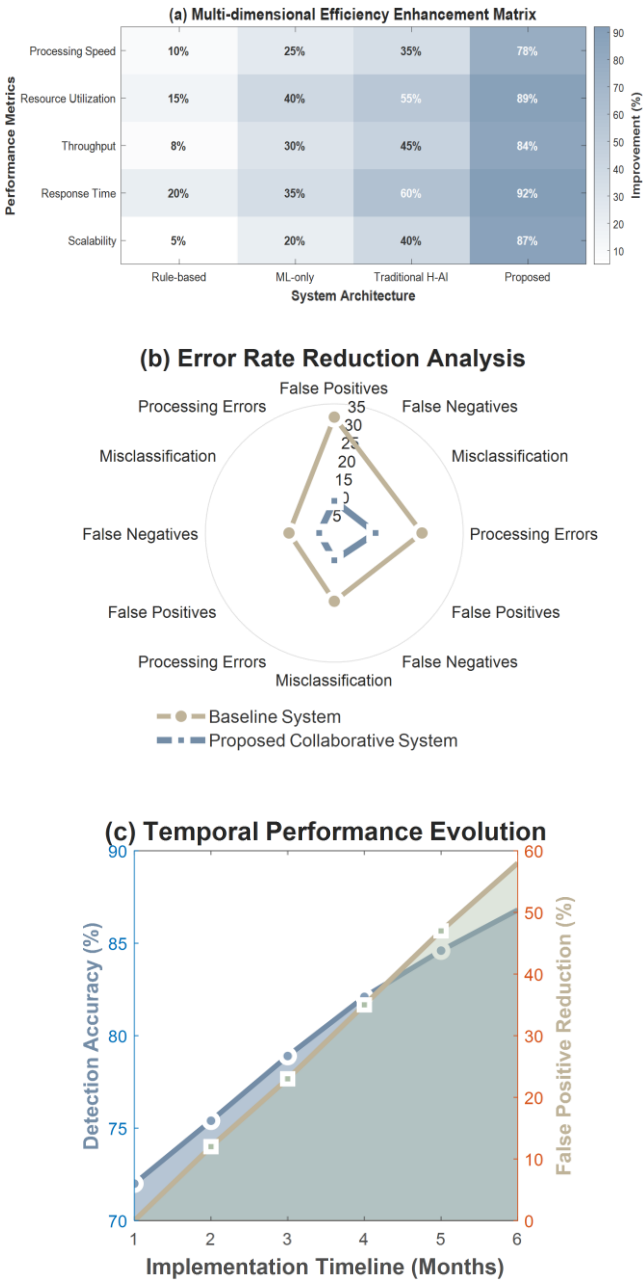 (a) Multi-dimensional Efficiency Enhancement Matrix
Performance Metrics
Processing Speed 10% 25% 35% 78%
Resource Utilization 15% 40% 55% 89%
Throughput 8% 30% 45% 84%
Response Time 20% 35% 60% 92%
Scalability 5% 20% 40% 87%
Rule-based ML-only Traditional H-AI Proposed
System Architecture
90
80
70
60
50
40
30
20
10
Improvement (%)
(b) Error Rate Reduction Analysis
False Positives
Processing Errors
False Negatives
Misclassification
Misclassification
False Negatives
Processing Errors
False Positives
False Positives
Processing Errors
False Negatives
Misclassification
35
30
25
20
15
10
5
Baseline System
Proposed Collaborative System
(c) Temporal Performance Evolution
Detection Accuracy (%)
90
85
80
75
70
60
50
40
30
20
10
0
False Positive Reduction (%)
1 2 3 4 5 6
Implementation Timeline (Months)